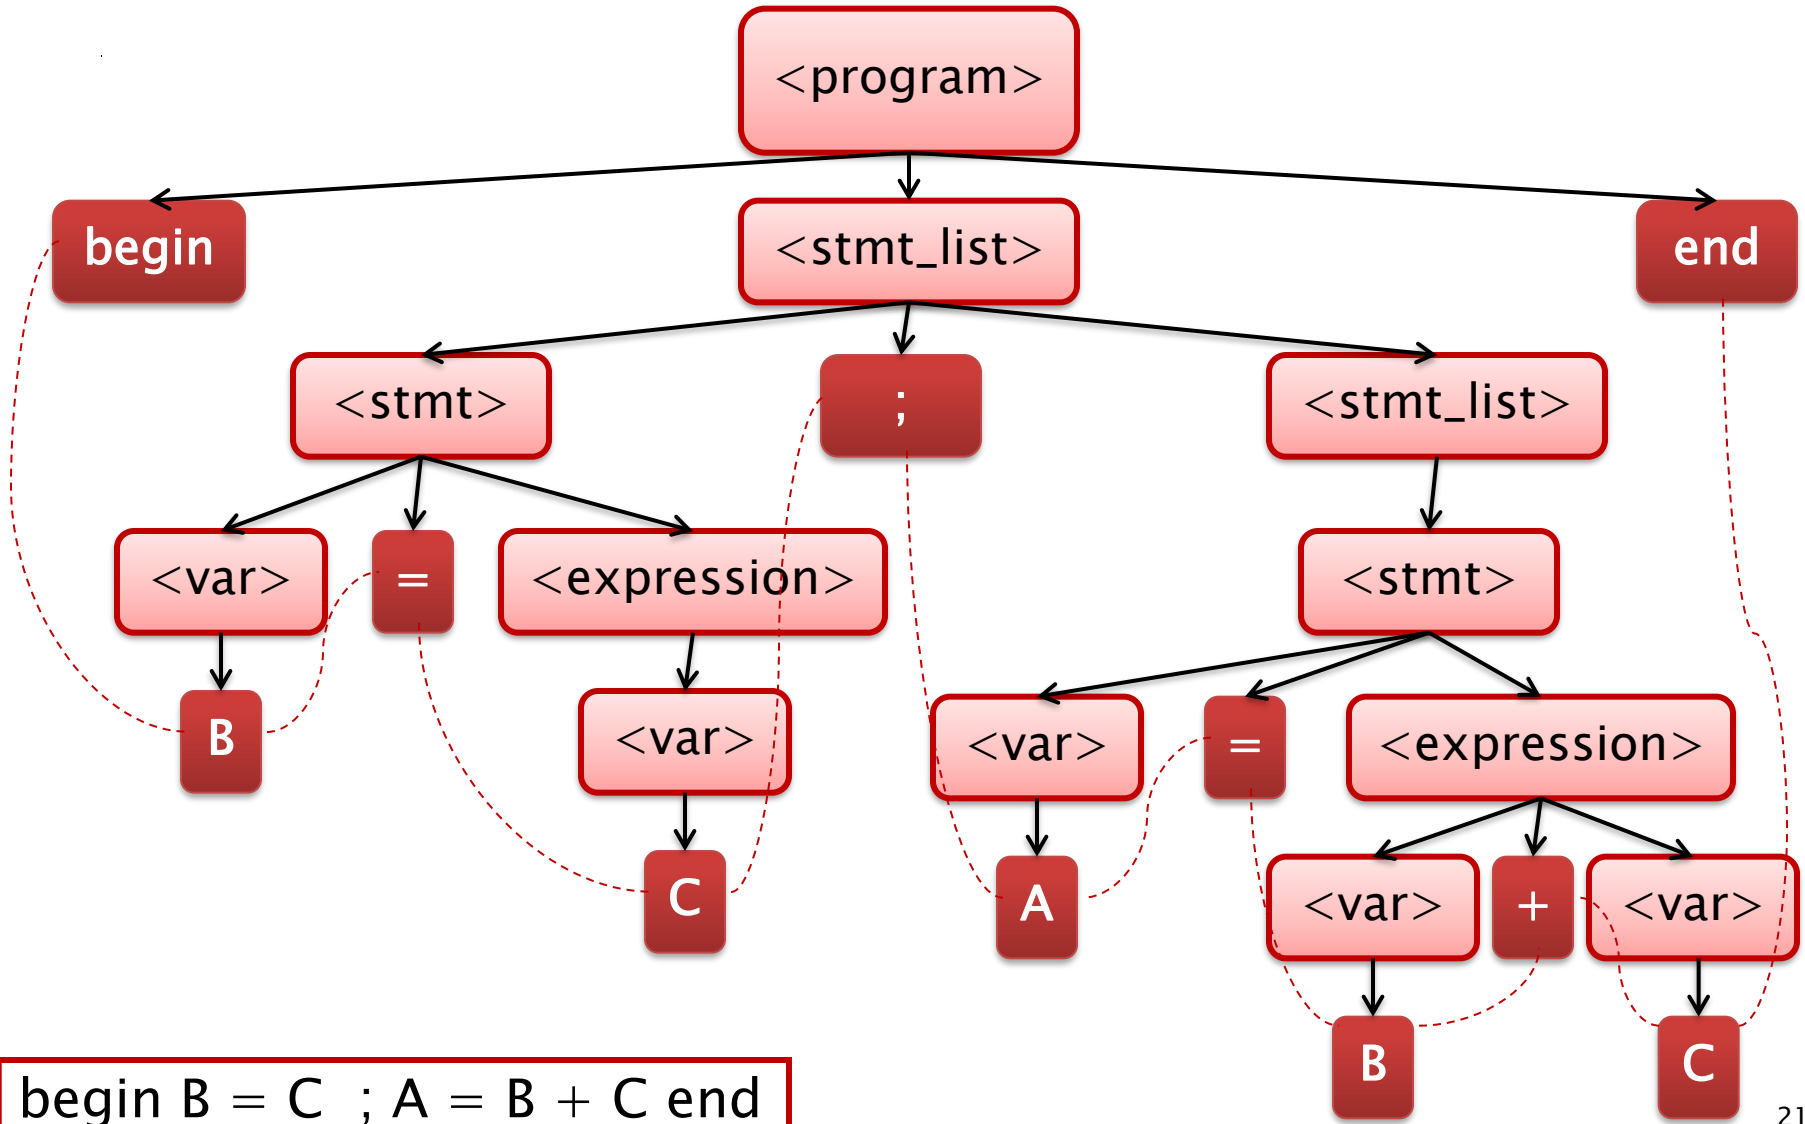 <program>
begin
<stmt_list>
end
<stmt>
;
<stmt_list>
<var>
=
<expression>
<stmt>
B
<var>
<var>
=
<expression>
C
A
<var>
+
<var>
B
C
begin B = C ; A = B + C end
21